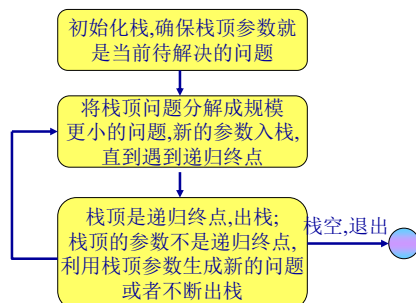 初始化栈,确保栈顶参数就
是当前待解决的问题
将栈顶问题分解成规模
更小的问题,新的参数入栈,
直到遇到递归终点
栈顶是递归终点,出栈;
栈顶的参数不是递归终点,
利用栈顶参数生成新的问题
或者不断出栈
栈空,退出